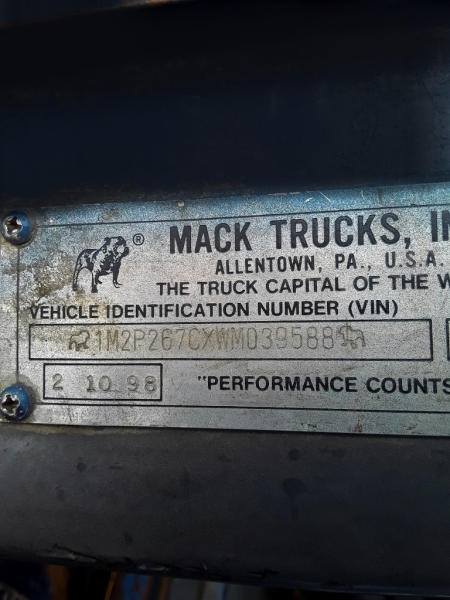 ®
MACK TRUCKS, IN
ALLENTOWN, PA., U.S.A.
THE TRUCK CAPITAL OF THE W
VEHICLE IDENTIFICATION NUMBER (VIN)
1M2P267CXWM039588
2 10 98 "PERFORMANCE COUNTS